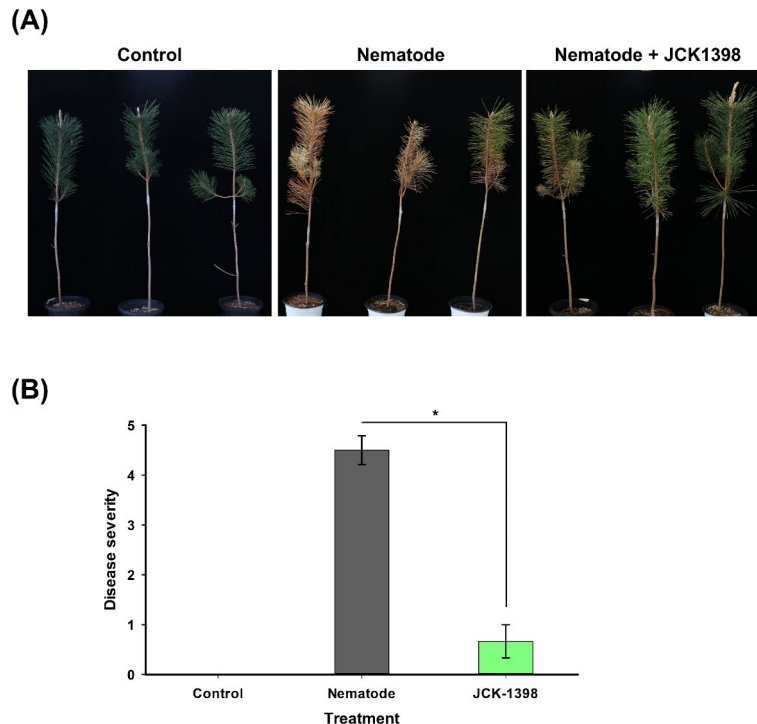 (A)
Control Nematode Nematode + JCK1398
(B)
*
5
4
3
2
1
0
Disease severity
Control Nematode JCK-1398
Treatment